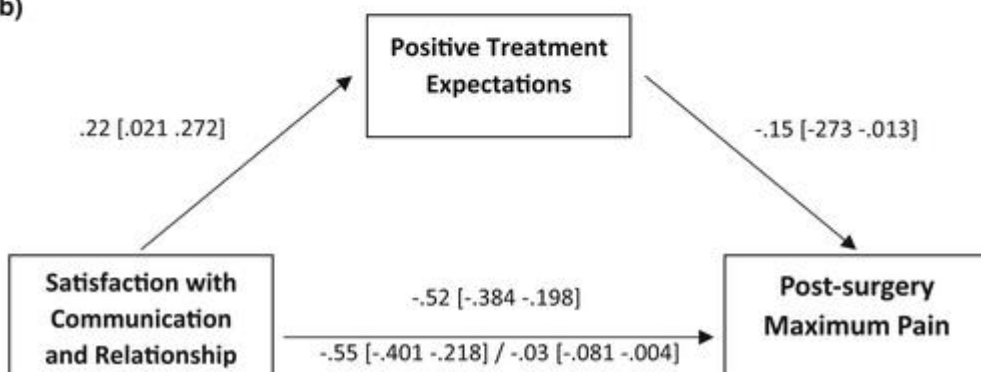 b)
Positive Treatment
Expectations
.22 [.021 .272]
-.15 [-273 -.013]
Satisfaction with
Communication
and Relationship
-.52 [-.384 -.198]
-.55 [-.401 -.218] / -.03 [-.081 -.004]
Post-surgery
Maximum Pain